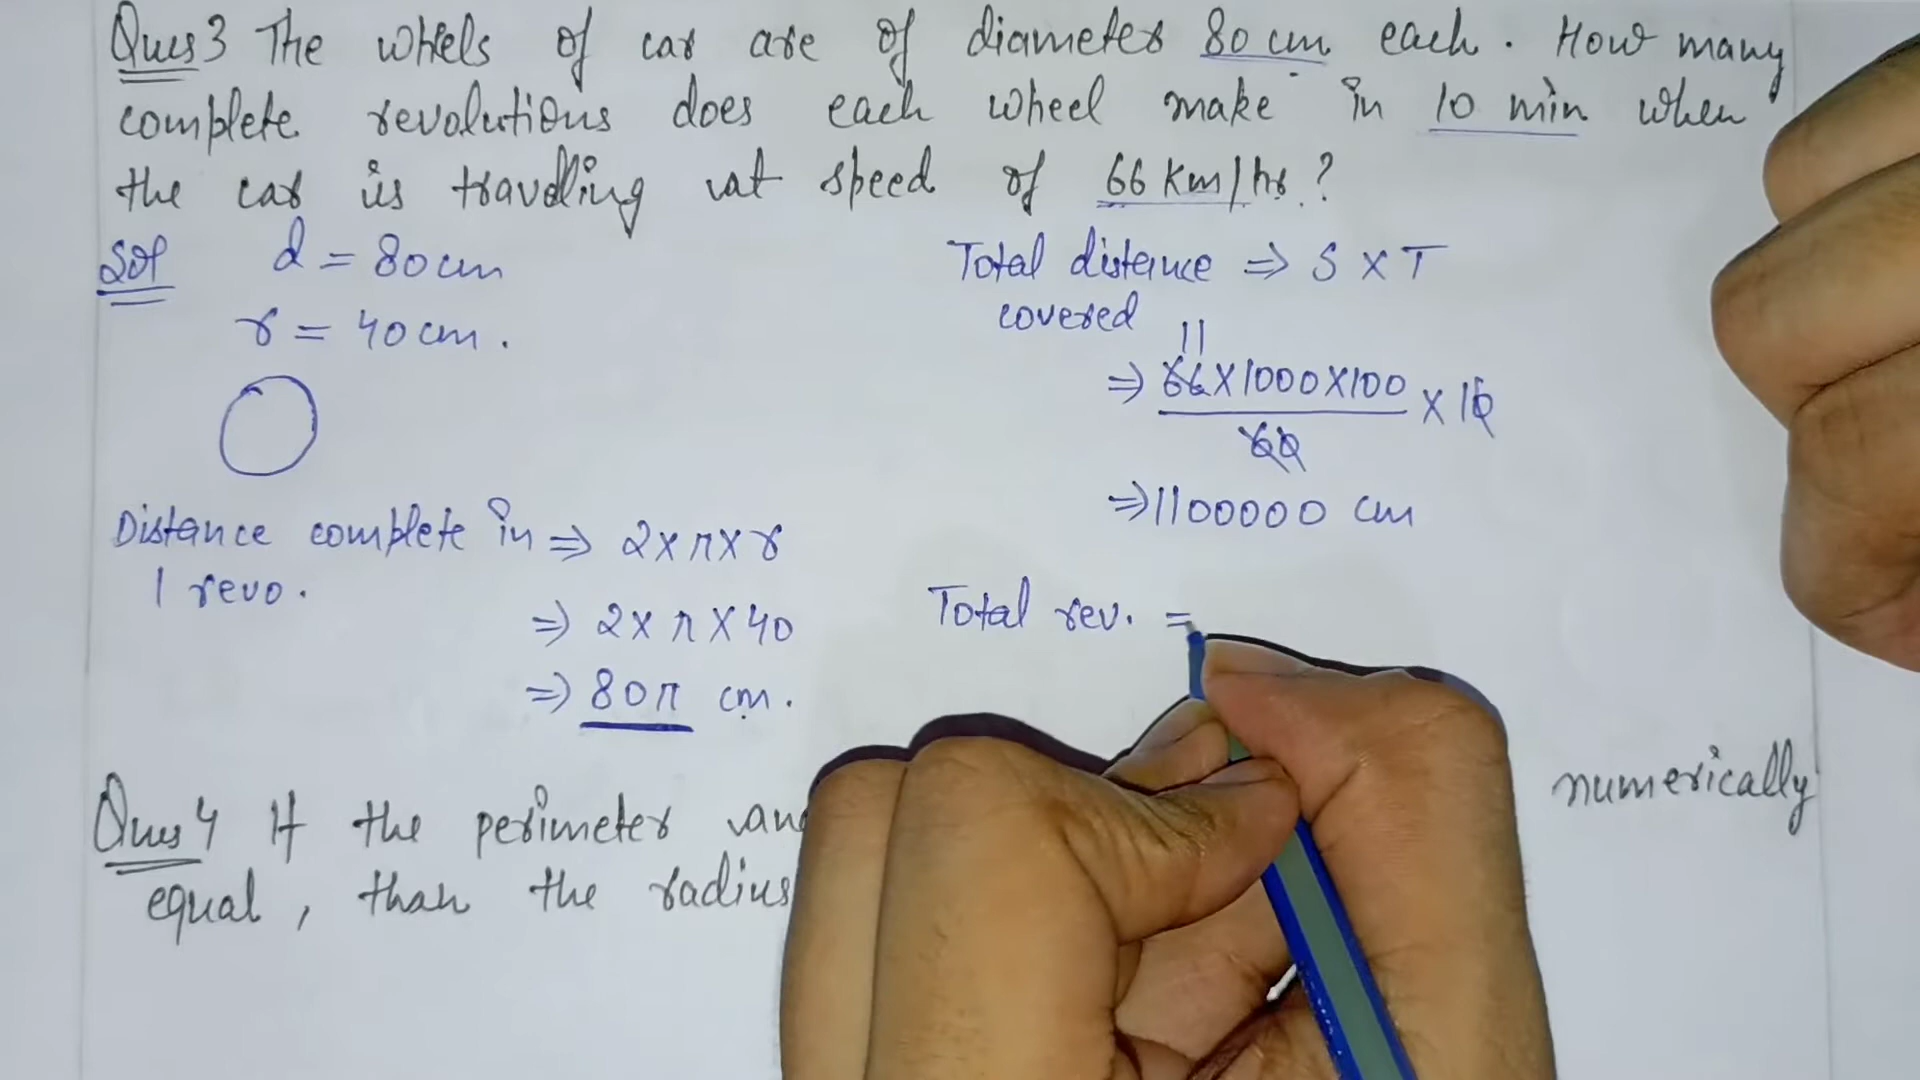 Ques 3 The wheels of car are of diameter 80 cm each. How many
complete revolutions does each wheel make in 10 min when
the car is travelling at speed of 66 Km/hr.?
Sol d = 80 cm
r = 40 cm.
Distance complete in ⇒ 2 × π × r
1 revo.
⇒ 2 × π × 40
⇒ 80π cm.
Total distance ⇒ S × T
covered
11
⇒ 66 × 1000 × 100 × 10
60
⇒ 1100000 cm
Total rev. =
Ques 4 If the perimeter numerically
equal, than the radius